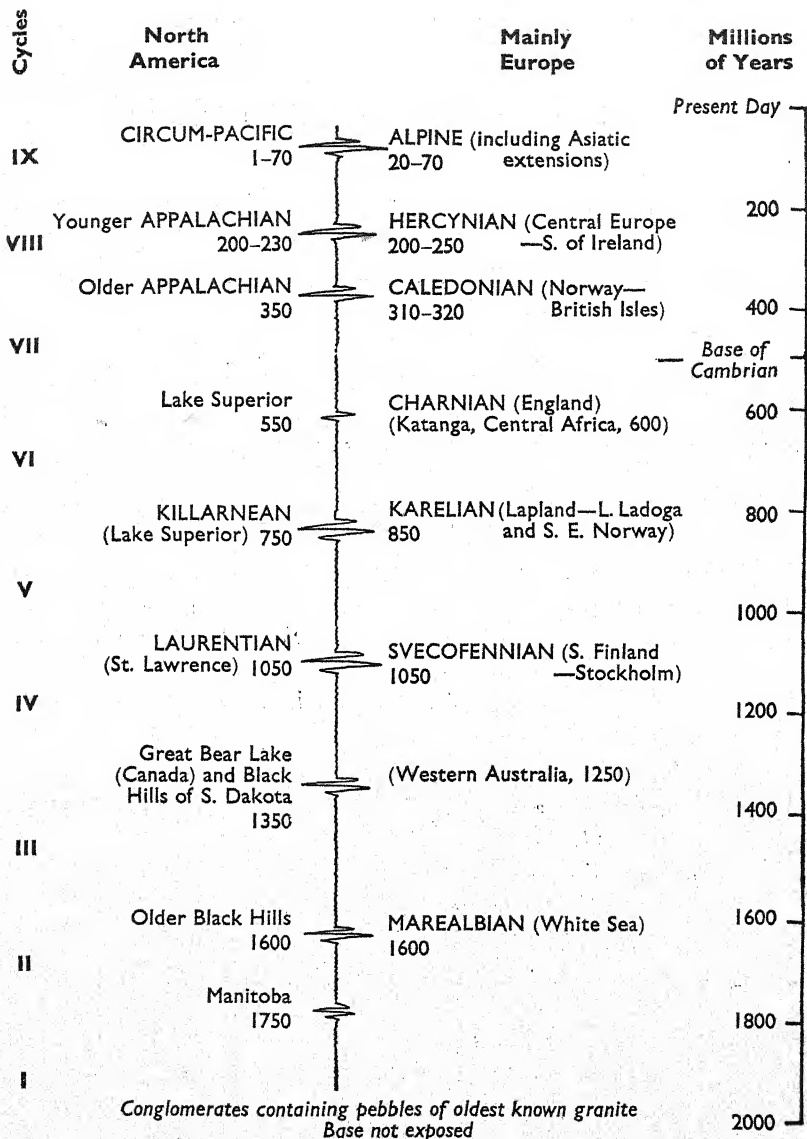 Cycles
North
America
Mainly
Europe
Millions
of Years
Present Day
IX
CIRCUM-PACIFIC
1–70
ALPINE (including Asiatic
20–70 extensions)
200
VIII
Younger APPALACHIAN
200–230
HERCYNIAN (Central Europe
200–250 —S. of Ireland)
Older APPALACHIAN
350
CALEDONIAN (Norway—
310–320 British Isles)
400
VII
Base of
Cambrian
Lake Superior
550
CHARNIAN (England)
(Katanga, Central Africa, 600)
600
VI
KILLARNEAN
(Lake Superior) 750
KARELIAN (Lapland—L. Ladoga
850 and S. E. Norway)
800
V
1000
LAURENTIAN
(St. Lawrence) 1050
SVECOFENNIAN (S. Finland
1050 —Stockholm)
IV
1200
Great Bear Lake
(Canada) and Black
Hills of S. Dakota
1350
(Western Australia, 1250)
1400
III
Older Black Hills
1600
MAREALBIAN (White Sea)
1600
1600
II
Manitoba
1750
1800
I
Conglomerates containing pebbles of oldest known granite
Base not exposed
2000